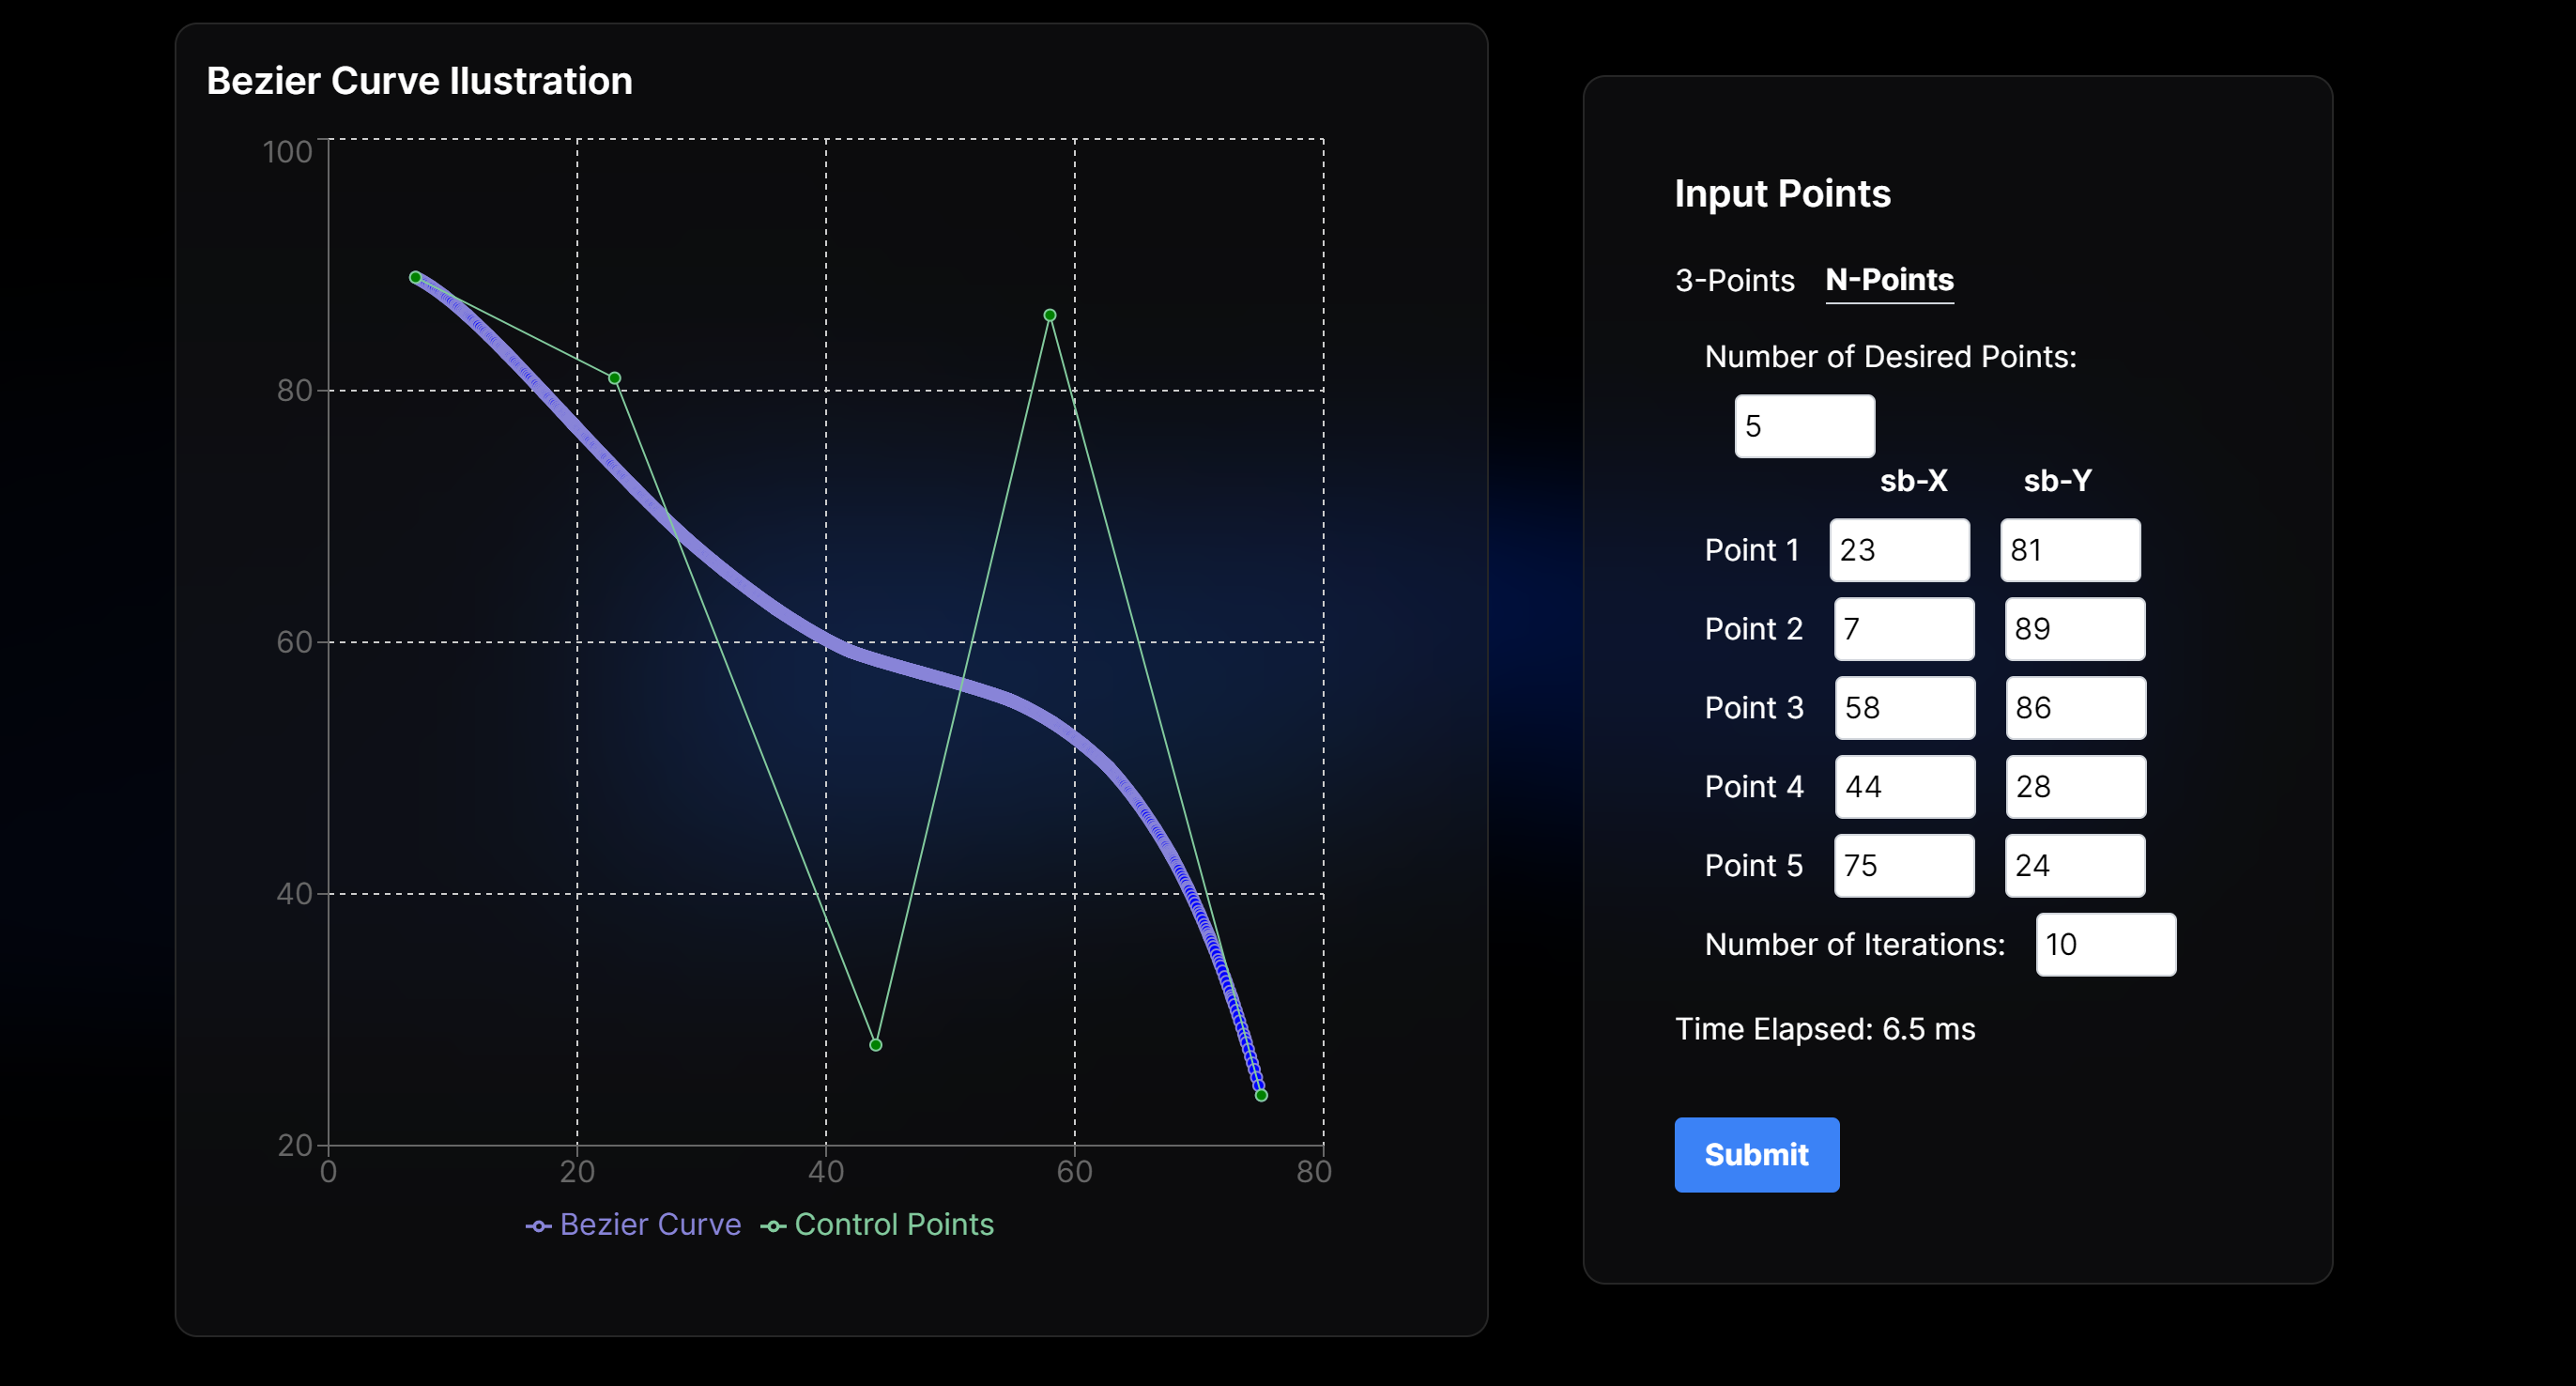 Bezier Curve Ilustration
100
80
60
40
20
0 20 40 60 80
Bezier Curve Control Points
Input Points
3-Points N-Points
Number of Desired Points:
5
sb-X sb-Y
Point 1 23 81
Point 2 7 89
Point 3 58 86
Point 4 44 28
Point 5 75 24
Number of Iterations: 10
Time Elapsed: 6.5 ms
Submit